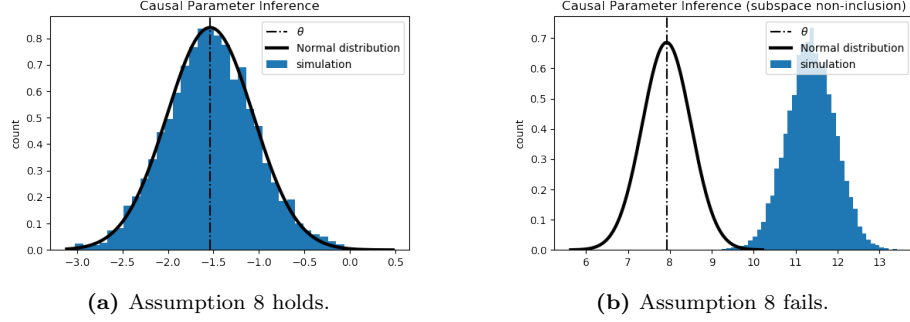 Causal Parameter Inference
θ
Normal distribution
simulation
count
0.8
0.7
0.6
0.5
0.4
0.3
0.2
0.1
0.0
−3.0 −2.5 −2.0 −1.5 −1.0 −0.5 0.0 0.5
(a) Assumption 8 holds.
Causal Parameter Inference (subspace non-inclusion)
θ
Normal distribution
simulation
count
0.7
0.6
0.5
0.4
0.3
0.2
0.1
0.0
6 7 8 9 10 11 12 13
(b) Assumption 8 fails.